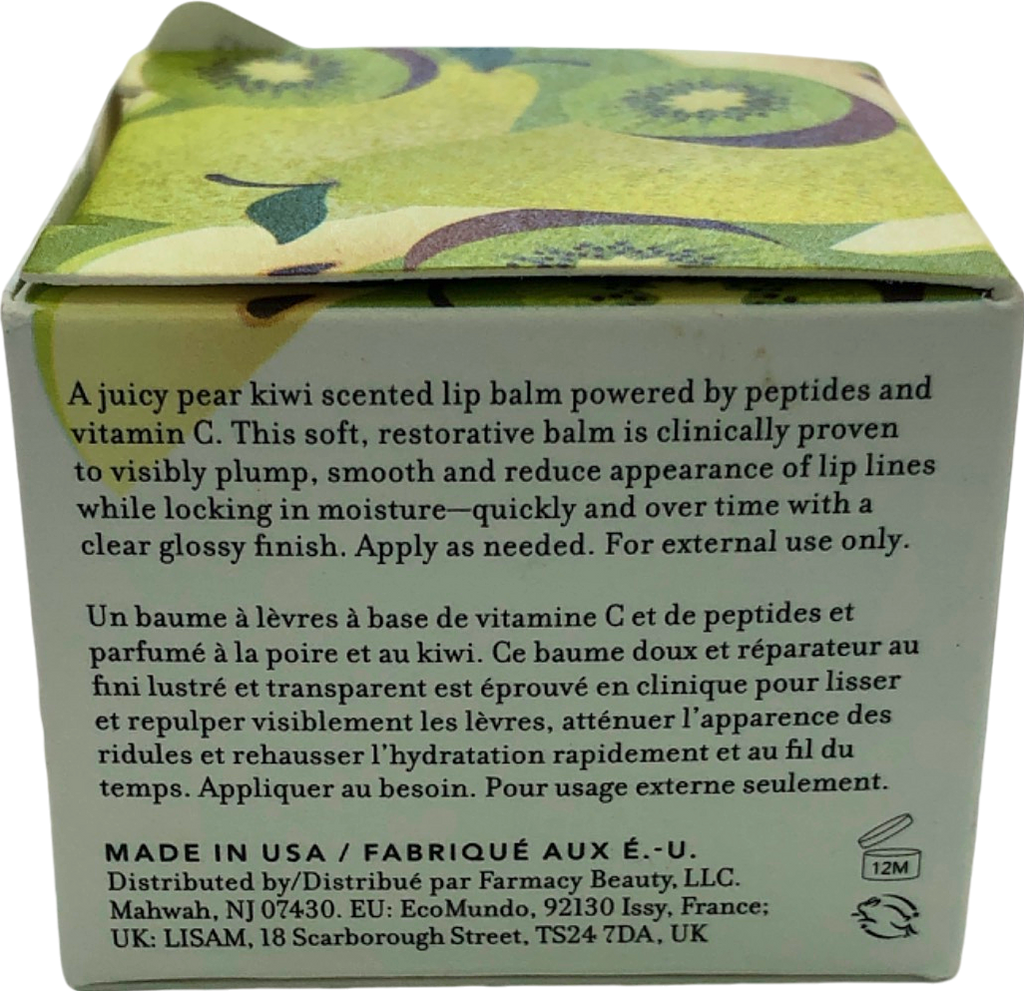 A juicy pear kiwi scented lip balm powered by peptides and
vitamin C. This soft, restorative balm is clinically proven
to visibly plump, smooth and reduce appearance of lip lines
while locking in moisture—quickly and over time with a
clear glossy finish. Apply as needed. For external use only.
Un baume à lèvres à base de vitamine C et de peptides et
parfumé à la poire et au kiwi. Ce baume doux et réparateur au
fini lustré et transparent est éprouvé en clinique pour lisser
et repulper visiblement les lèvres, atténuer l'apparence des
ridules et rehausser l'hydratation rapidement et au fil du
temps. Appliquer au besoin. Pour usage externe seulement.
MADE IN USA / FABRIQUÉ AUX É.-U.
Distributed by/Distribué par Farmacy Beauty, LLC.
Mahwah, NJ 07430. EU: EcoMundo, 92130 Issy, France;
UK: LISAM, 18 Scarborough Street, TS24 7DA, UK
12M